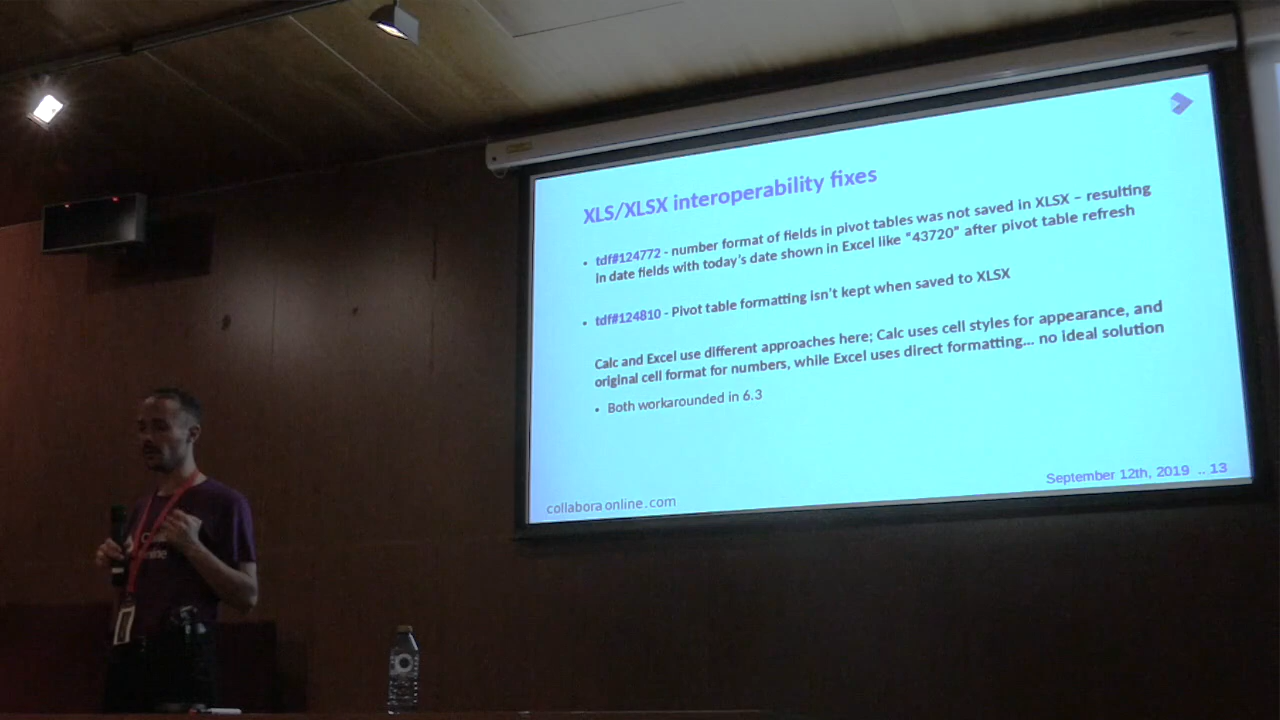 XLS/XLSX interoperability fixes
• tdf#124772 - number format of fields in pivot tables was not saved in XLSX – resulting
in date fields with today's date shown in Excel like "43720" after pivot table refresh
• tdf#124810 - Pivot table formatting isn't kept when saved to XLSX
Calc and Excel use different approaches here; Calc uses cell styles for appearance, and
original cell format for numbers, while Excel uses direct formatting... no ideal solution
• Both workarounded in 6.3
collabora online.com
September 12th, 2019 .. 13